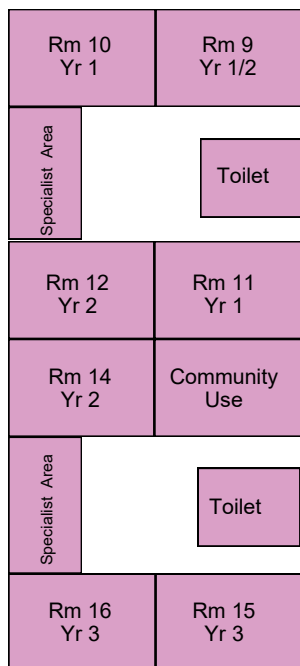 Rm 10
Yr 1
Rm 9
Yr 1/2
Specialist Area
Toilet
Rm 12
Yr 2
Rm 11
Yr 1
Rm 14
Yr 2
Community
Use
Specialist Area
Toilet
Rm 16
Yr 3
Rm 15
Yr 3